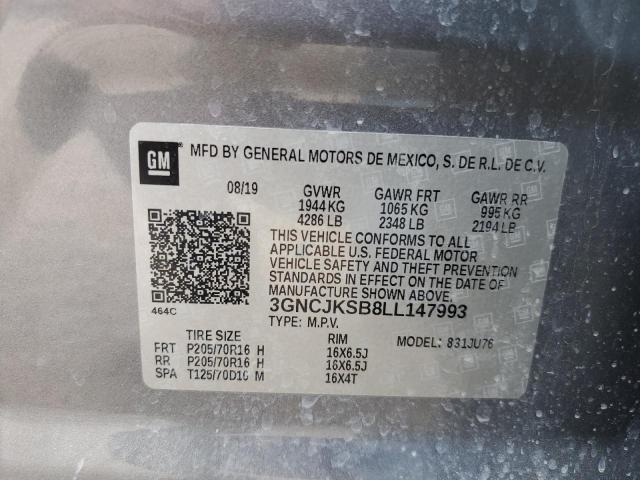 GM
MFD BY GENERAL MOTORS DE MEXICO, S. DE R.L. DE C.V.
08/19 GVWR GAWR FRT GAWR RR
1944 KG 1065 KG 995 KG
4286 LB 2348 LB 2194 LB
THIS VEHICLE CONFORMS TO ALL
APPLICABLE U.S. FEDERAL MOTOR
VEHICLE SAFETY AND THEFT PREVENTION
STANDARDS IN EFFECT ON THE DATE OF
MANUFACTURE SHOWN ABOVE.
464C 3GNCJKSB8LL147993
TYPE: M.P.V.
TIRE SIZE RIM MODEL: 831JU76
FRT P205/70R16 H 16X6.5J
RR P205/70R16 H 16X6.5J
SPA T125/70D16 M 16X4T